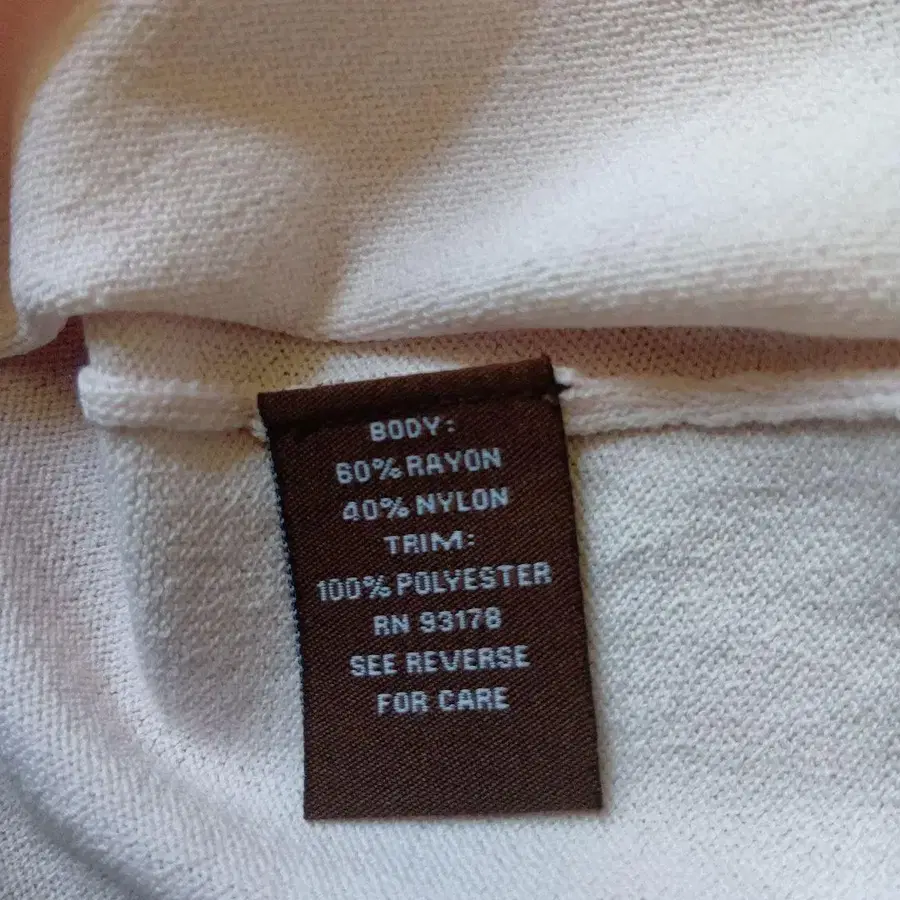 BODY:
60% RAYON
40% NYLON
TRIM:
100% POLYESTER
RN 93178
SEE REVERSE
FOR CARE